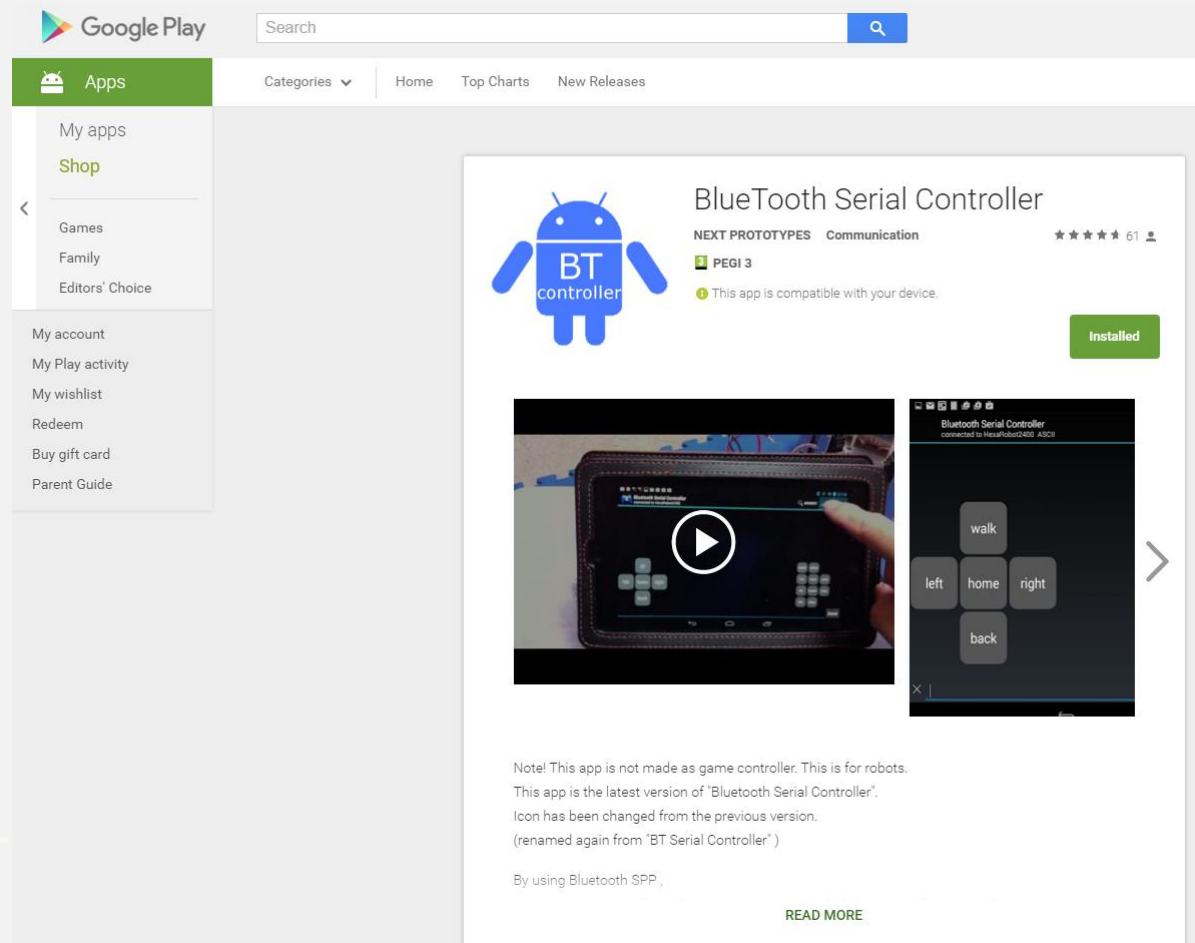 Google Play
Search
Apps
Categories
Home
Top Charts
New Releases
My apps
Shop
Games
Family
Editors' Choice
My account
My Play activity
My wishlist
Redeem
Buy gift card
Parent Guide
BlueTooth Serial Controller
NEXT PROTOTYPES Communication
61
3 PEGI 3
This app is compatible with your device.
Installed
BT
controller
Bluetooth Serial Controller
Bluetooth Serial Controller
connected to HexaRobot2400 ASCII
walk
left
home
right
back
Note! This app is not made as game controller. This is for robots.
This app is the latest version of "Bluetooth Serial Controller".
Icon has been changed from the previous version.
(renamed again from "BT Serial Controller" )
By using Bluetooth SPP ,
READ MORE